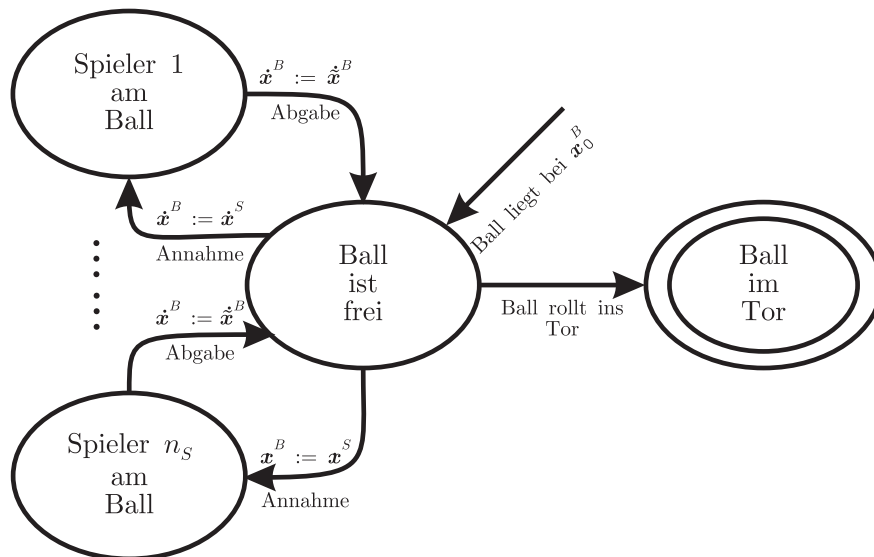 Spieler 1
am
Ball
ẋ^B := ẋ̃^B
Abgabe
Ball liegt bei x_0^B
ẋ^B := ẋ^S
Annahme
Ball
ist
frei
Ball rollt ins
Tor
Ball
im
Tor
ẋ^B := ẋ̃^B
Abgabe
Spieler n_S
am
Ball
x^B := x^S
Annahme